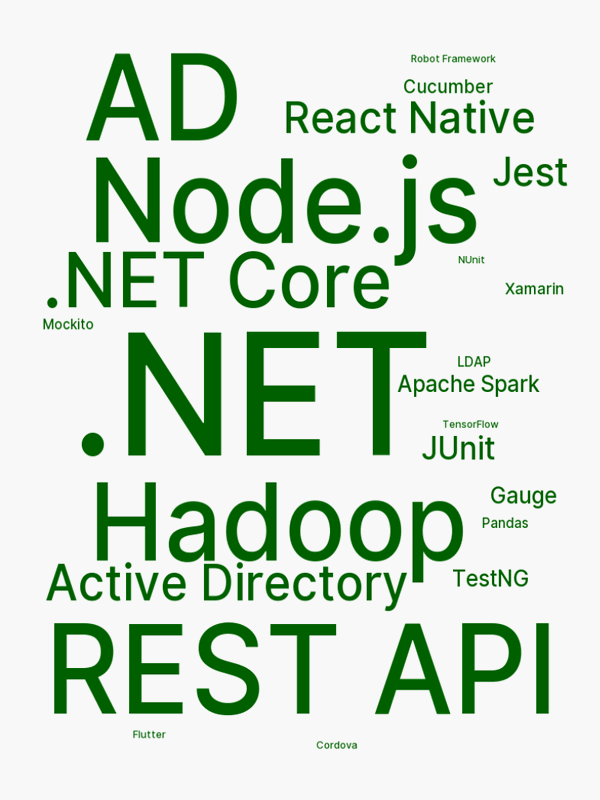 Robot Framework
AD
Cucumber
React Native
Node.js
Jest
.NET Core
NUnit
Xamarin
Mockito
.NET
LDAP
Apache Spark
TensorFlow
JUnit
Hadoop
Gauge
Pandas
Active Directory
TestNG
REST API
Flutter
Cordova